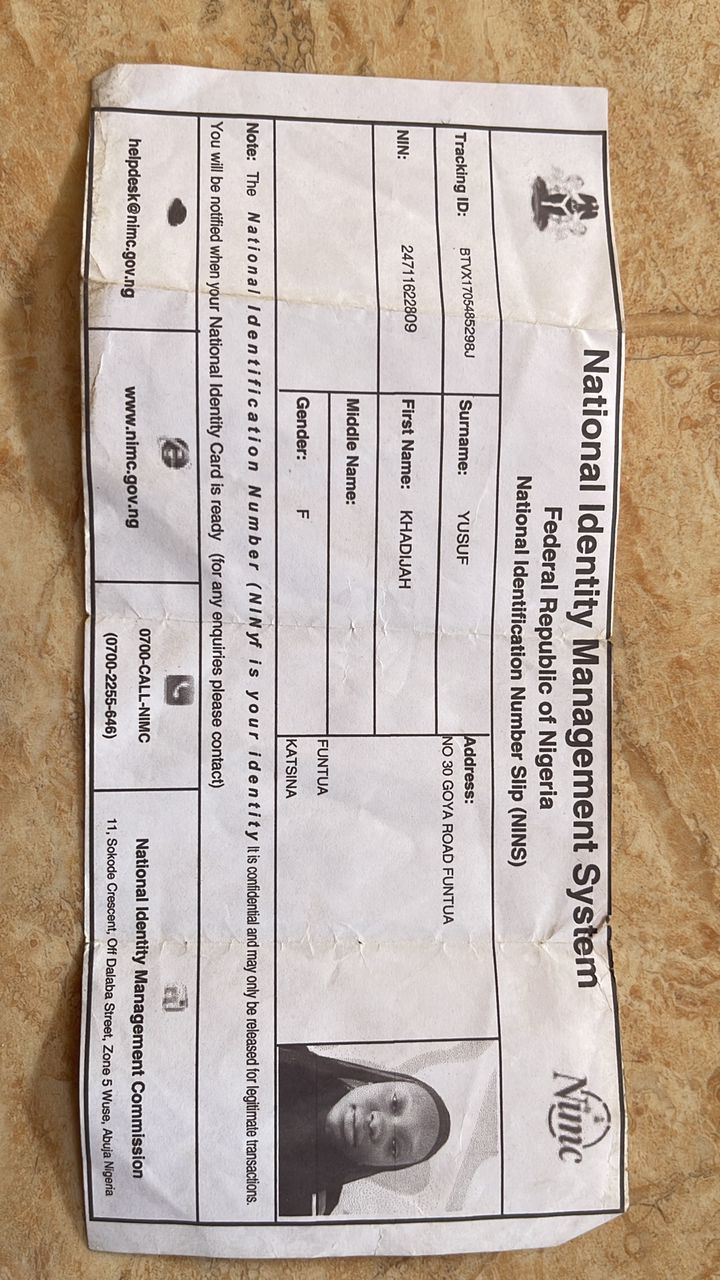 National Identity Management System
Federal Republic of Nigeria
National Identification Number Slip (NINS)
Nimc
Tracking ID: BTVX1705485298J
Surname: YUSUF
Address:
NO 30 GOYA ROAD FUNTUA
NIN: 24711622809
First Name: KHADIJAH
Middle Name:
FUNTUA
Gender: F
KATSINA
Note: The National Identification Number (NINyf is your identity It is confidential and may only be released for legitimate transactions.
You will be notified when your National Identity Card is ready (for any enquiries please contact)
helpdesk@nimc.gov.ng
www.nimc.gov.ng
0700-CALL-NIMC
(0700-2255-646)
National Identity Management Commission
11, Sokode Crescent, Off Dalaba Street, Zone 5 Wuse, Abuja Nigeria